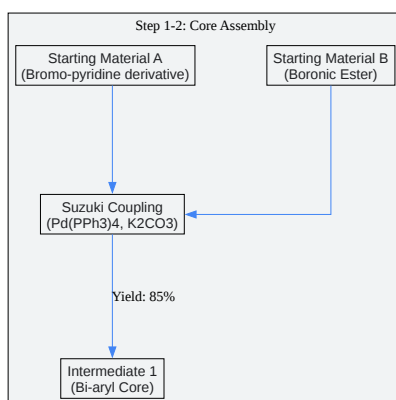 Step 1-2: Core Assembly
Starting Material A
(Bromo-pyridine derivative)
Starting Material B
(Boronic Ester)
Suzuki Coupling
(Pd(PPh3)4, K2CO3)
Yield: 85%
Intermediate 1
(Bi-aryl Core)